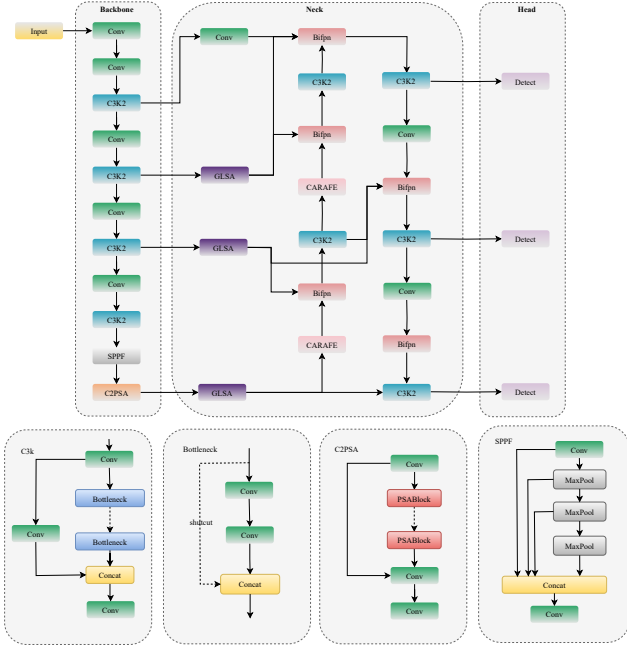 Backbone
Neck
Head
Input
Conv
Conv
Bifpn
Conv
C3K2
C3K2
C3K2
Detect
Conv
Bifpn
Conv
C3K2
GLSA
CARAFE
Bifpn
Conv
C3K2
GLSA
C3K2
C3K2
Detect
Conv
Bifpn
Conv
C3K2
CARAFE
Bifpn
SPPF
C2PSA
GLSA
C3K2
Detect
C3k
Conv
Bottleneck
Conv
Bottleneck
Concat
Conv
Bottleneck
Conv
shutcut
Conv
Concat
C2PSA
Conv
PSABlock
PSABlock
Conv
Conv
SPPF
Conv
MaxPool
MaxPool
MaxPool
Concat
Conv